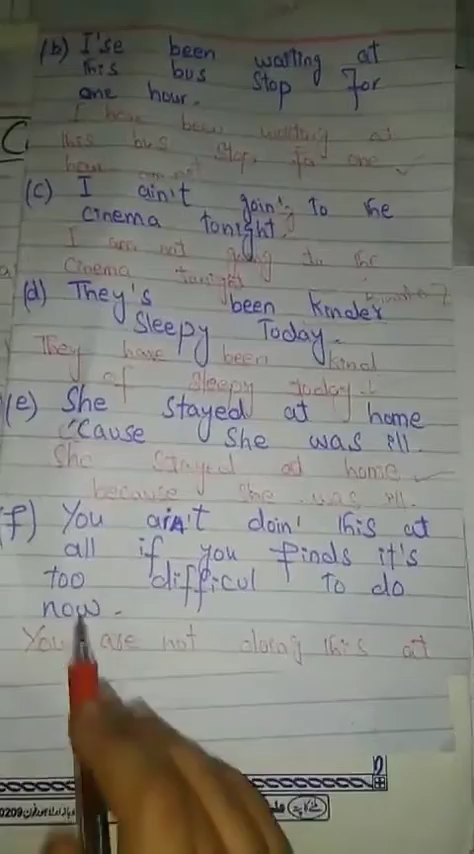 (b) I'se been waiting at
this bus stop for
one hour.
I have been waiting at
this bus stop for one
hour
(c) I ain't goin' to the
cinema tonight.
I am not going to the
cinema tonight
(d) They's been kinder
Sleepy Today.
They have been kind
of sleepy today.
(e) She stayed at home
'Cause she was ill.
She stayed at home
because she was ill.
(f) You ain't doin' this at
all if you finds it's
too difficul to do
now.
You are not doing this at